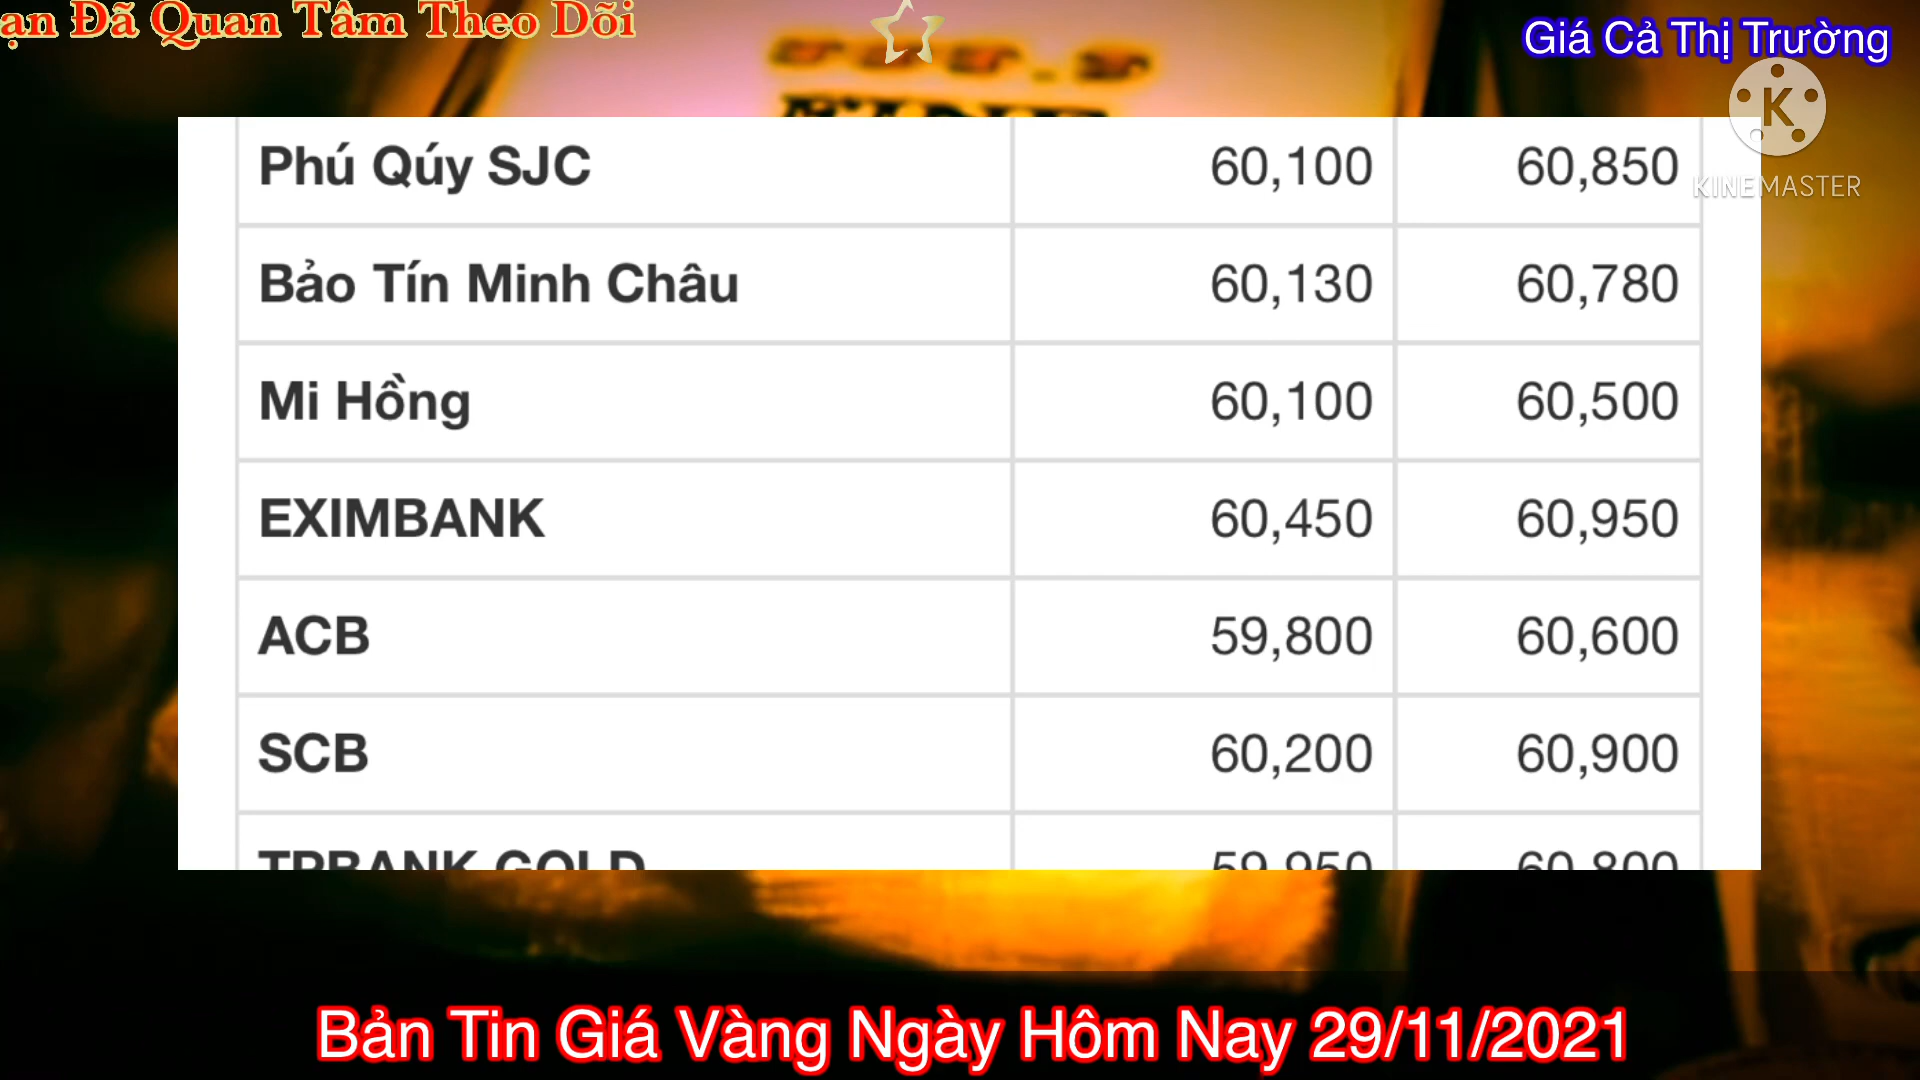 ạn Đã Quan Tâm Theo Dõi
Giá Cả Thị Trường
K
KINEMASTER
Phú Qúy SJC 60,100 60,850
Bảo Tín Minh Châu 60,130 60,780
Mi Hồng 60,100 60,500
EXIMBANK 60,450 60,950
ACB 59,800 60,600
SCB 60,200 60,900
TPBANK GOLD 59,950 60,800
Bản Tin Giá Vàng Ngày Hôm Nay 29/11/2021